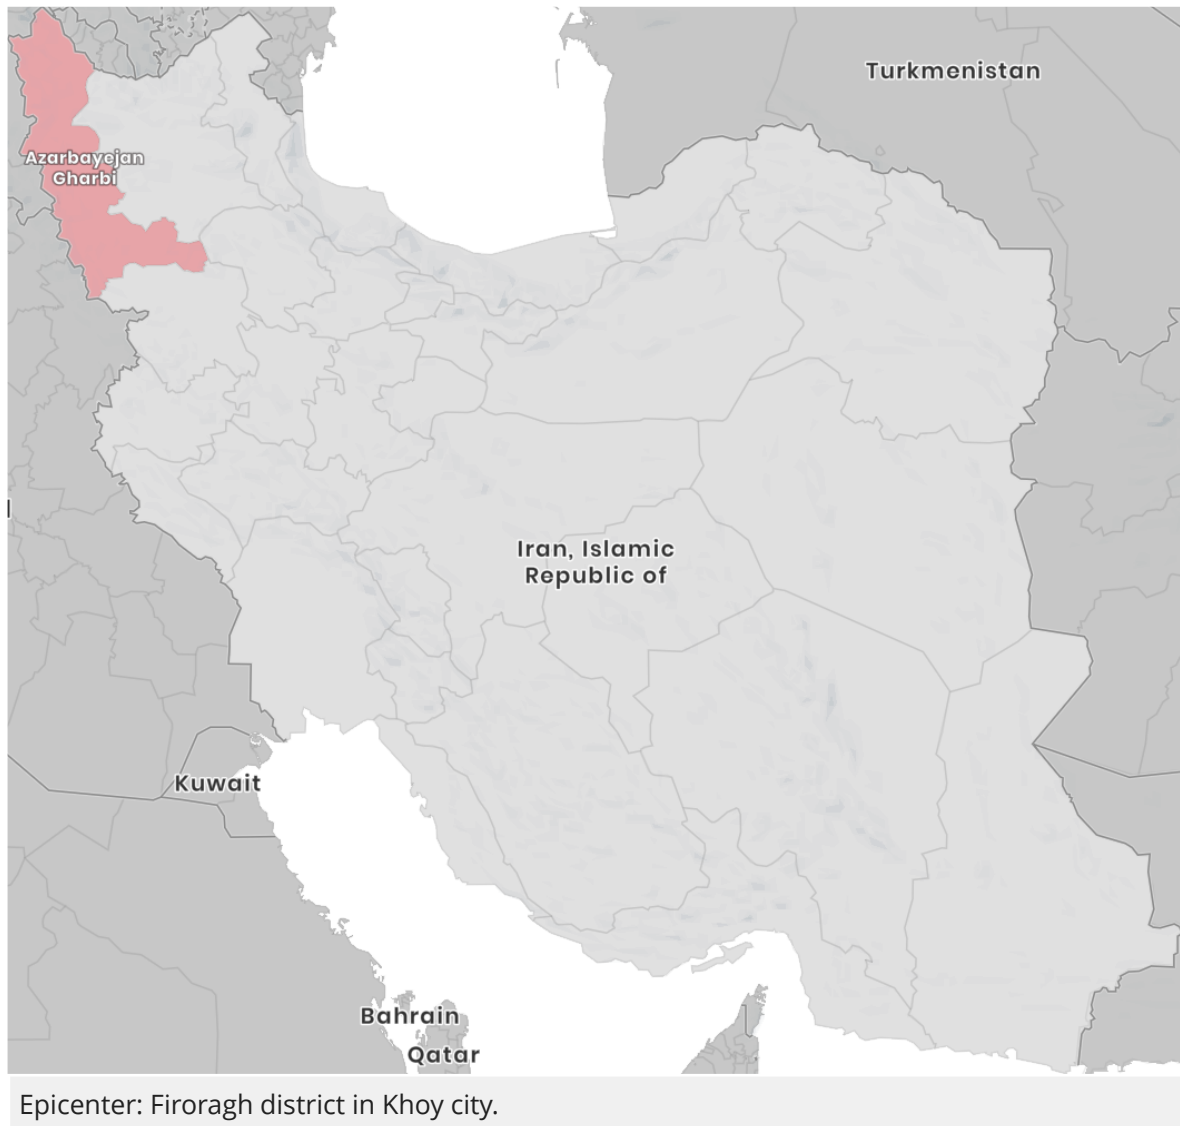 Turkmenistan
Azarbayejan
Gharbi
Iran, Islamic
Republic of
Kuwait
Bahrain
Qatar
Epicenter: Firoragh district in Khoy city.